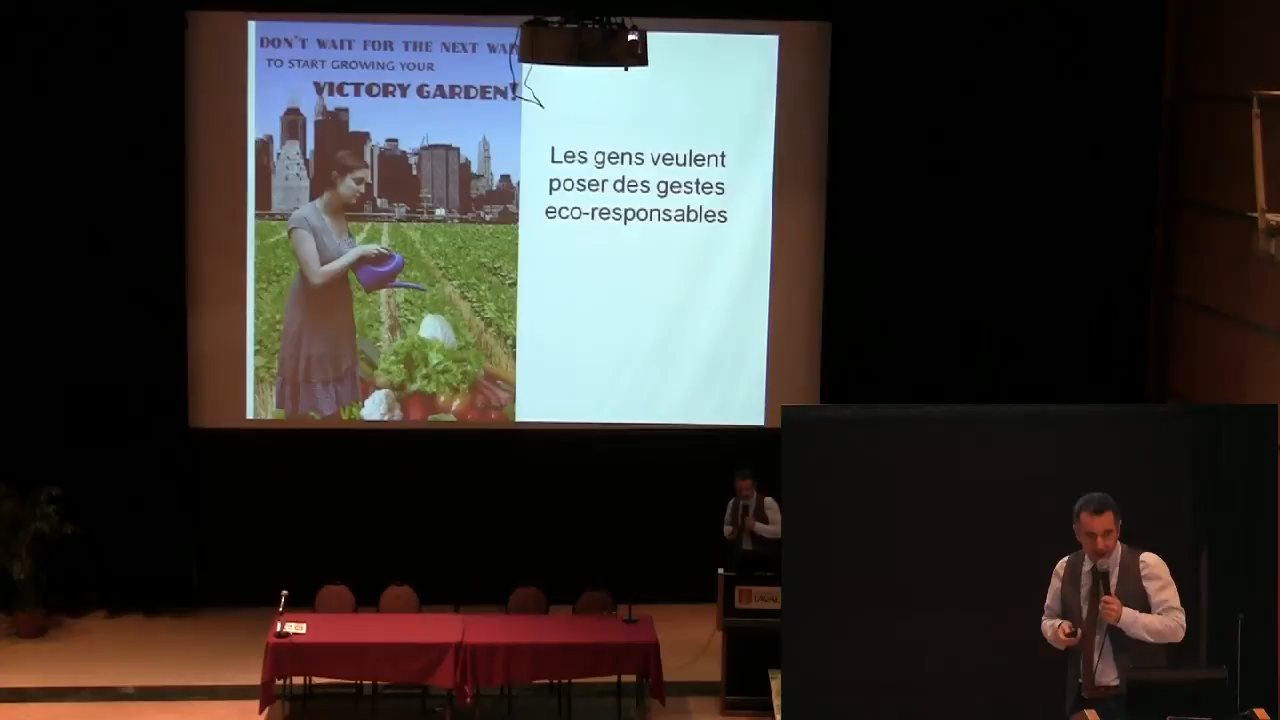 DON'T WAIT FOR THE NEXT
TO START GROWING YOUR
VICTORY GARDEN!
Les gens veulent
poser des gestes
eco-responsables
LAVAL